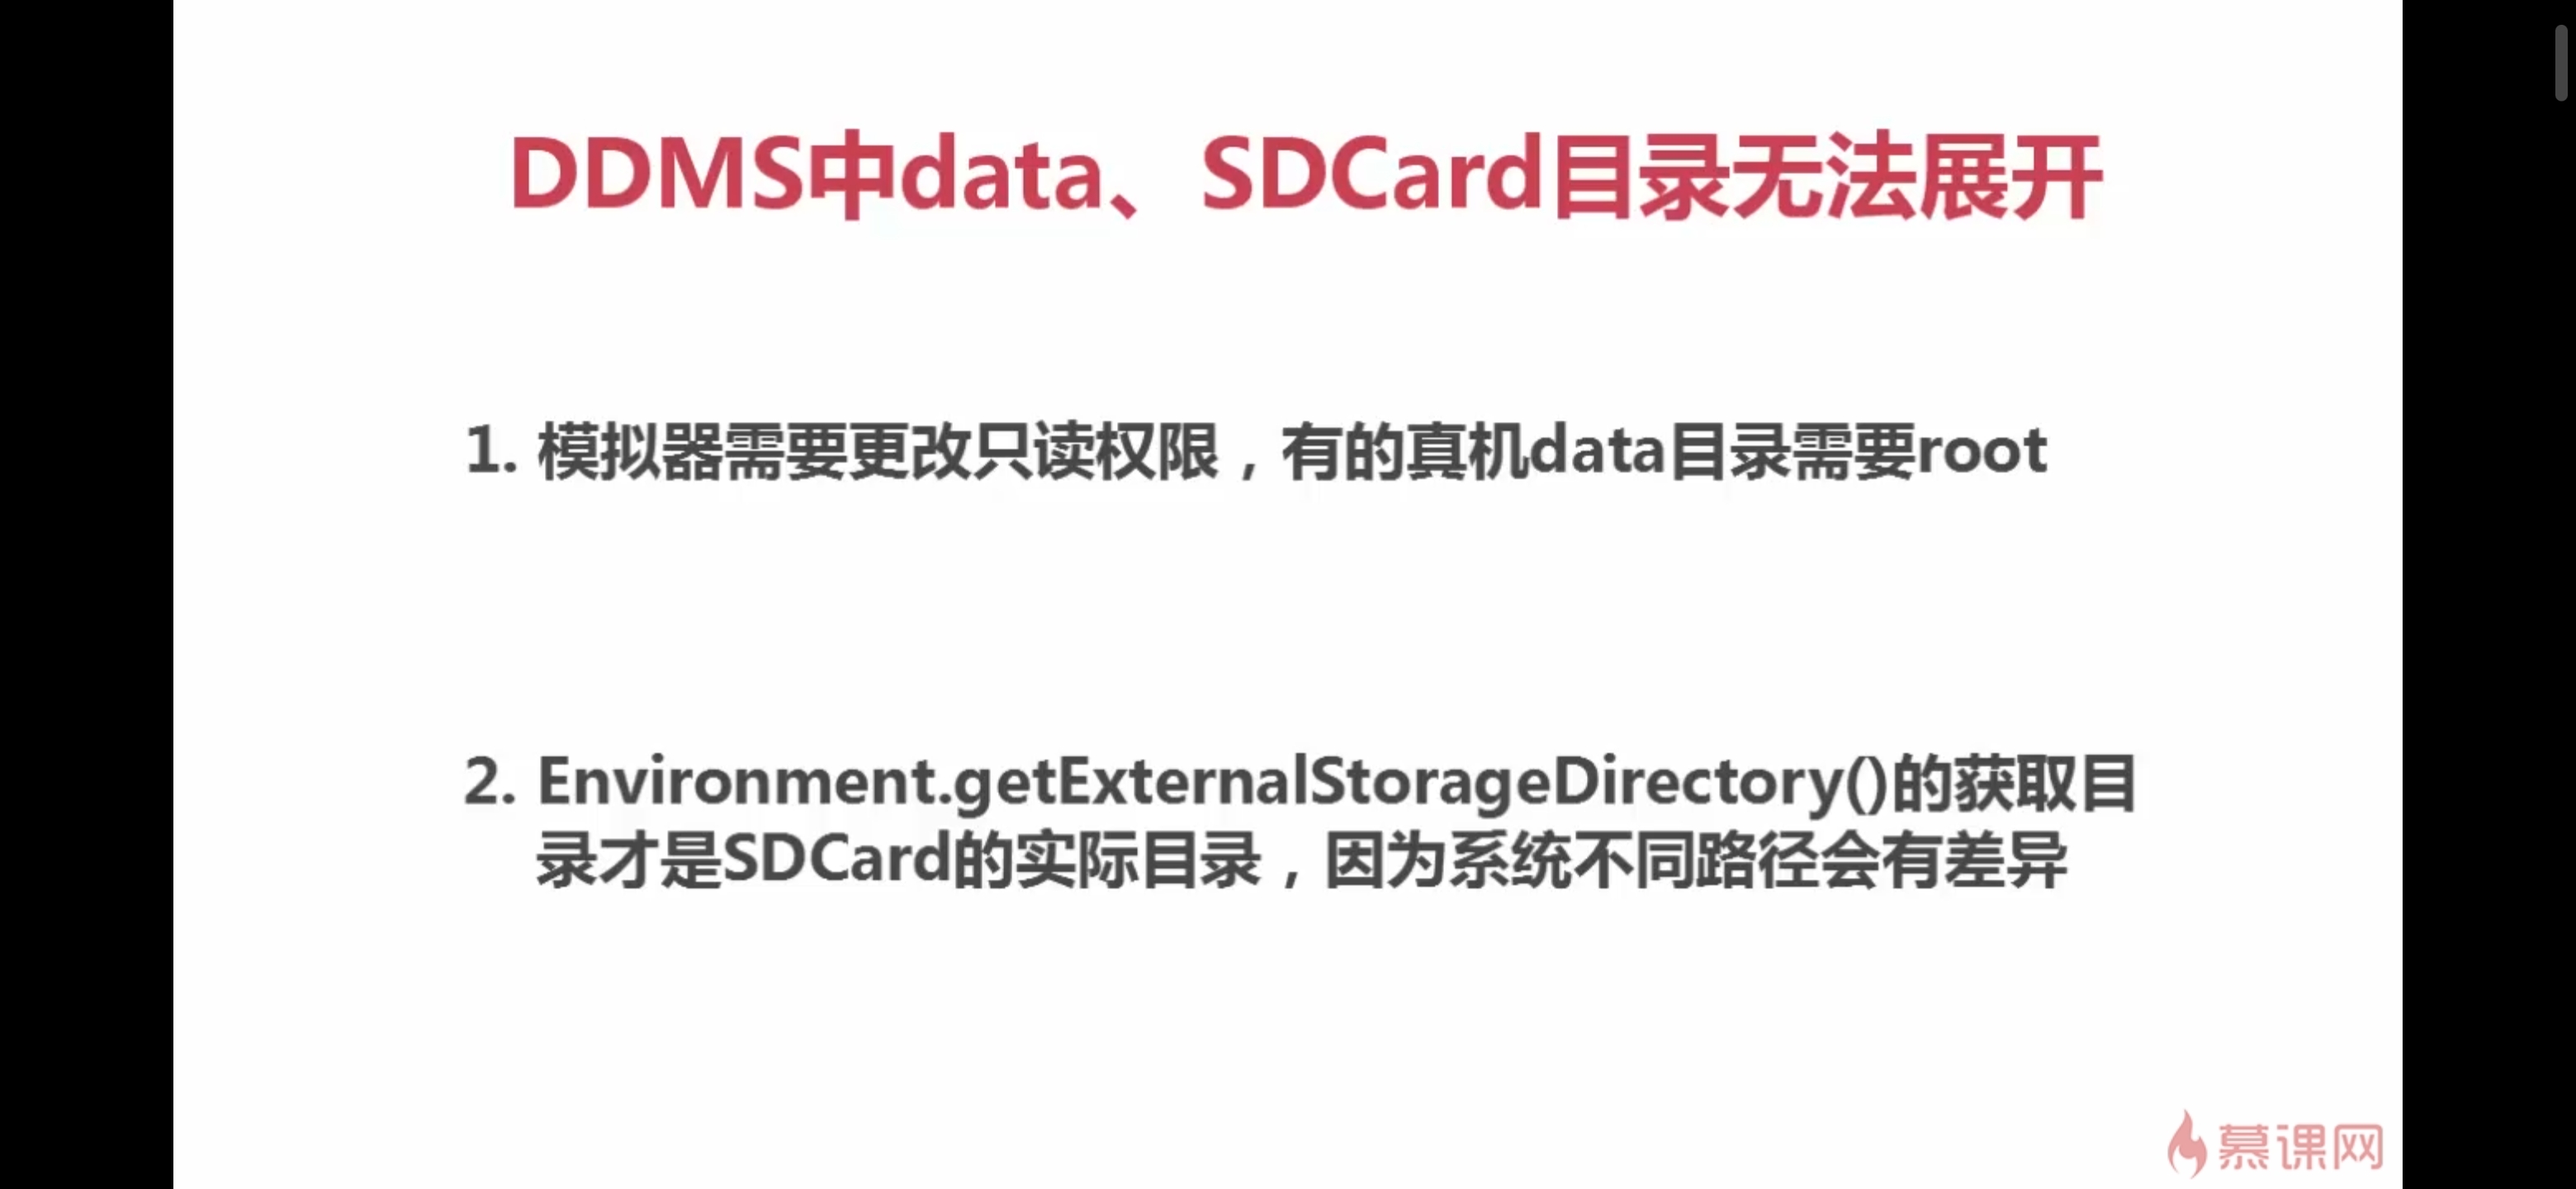 DDMS中data、SDCard目录无法展开
1. 模拟器需要更改只读权限，有的真机data目录需要root
2. Environment.getExternalStorageDirectory()的获取目
录才是SDCard的实际目录，因为系统不同路径会有差异
慕课网